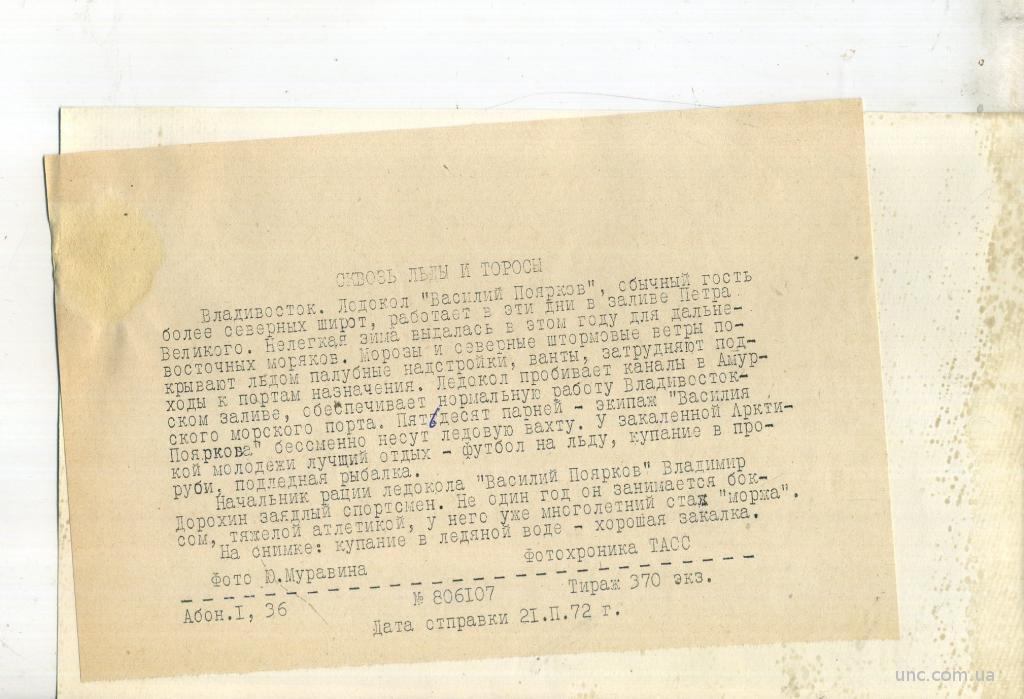 СКВОЗЬ ЛЬДЫ И ТОРОСЫ
Владивосток. Ледокол "Василий Поярков", обычный гость
более северных широт, работает в эти дни в заливе Петра
Великого. Нелегкая зима выдалась в этом году для дальне-
восточных моряков. Морозы и северные штормовые ветры по-
крывают льдом палубные надстройки, ванты, затрудняют под-
ходы к портам назначения. Ледокол пробивает каналы в Амур-
ском заливе, обеспечивает нормальную работу Владивосток-
ского морского порта. Пятьдесят парней - экипаж "Василия
Пояркова" бессменно несут ледовую вахту. У закаленной Аркти-
кой молодежи лучший отдых - футбол на льду, купание в про-
руби, подледная рыбалка.
Начальник рации ледокола "Василий Поярков" Владимир
Дорохин заядлый спортсмен. Не один год он занимается бок-
сом, тяжелой атлетикой, у него уже многолетний стаж "моржа".
На снимке: купание в ледяной воде - хорошая закалка.
Фото Ю.Муравина Фотохроника ТАСС
Абон.I, 36 № 806I07 Тираж 370 экз.
Дата отправки 2I.П.72 г.
unc.com.ua